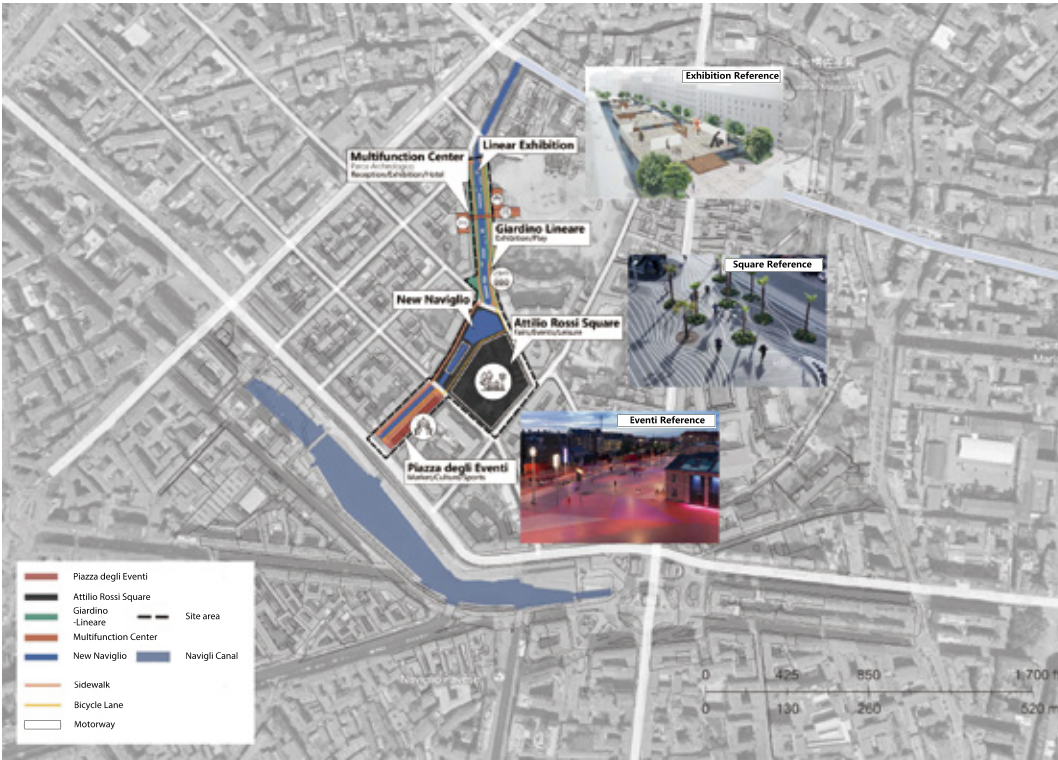 Exhibition Reference
Linear Exhibition
Multifunction Center
Parco Archeologico
Reception/Exhibition/Hotel
Giardino Lineare
Exhibition/Play
Square Reference
New Naviglio
Attilio Rossi Square
Fairs/Events/Leisure
Eventi Reference
Piazza degli Eventi
Market/Culture/Sports
Piazza degli Eventi
Attilio Rossi Square
Giardino
-Lineare
Site area
Multifunction Center
New Naviglio
Navigli Canal
Sidewalk
Bicycle Lane
Motorway
Naviglio Pavese
0 425 850 1.700 ft
0 130 260 520 m